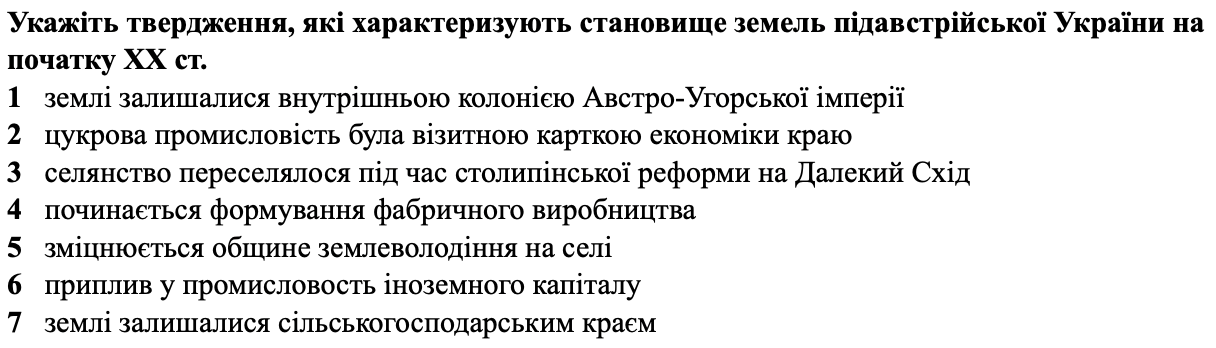 Укажіть твердження, які характеризують становище земель підавстрійської України на
початку ХХ ст.
1 землі залишалися внутрішньою колонією Австро-Угорської імперії
2 цукрова промисловість була візитною карткою економіки краю
3 селянство переселялося під час столипінської реформи на Далекий Схід
4 починається формування фабричного виробництва
5 зміцнюється общине землеволодіння на селі
6 приплив у промисловость іноземного капіталу
7 землі залишалися сільськогосподарським краєм